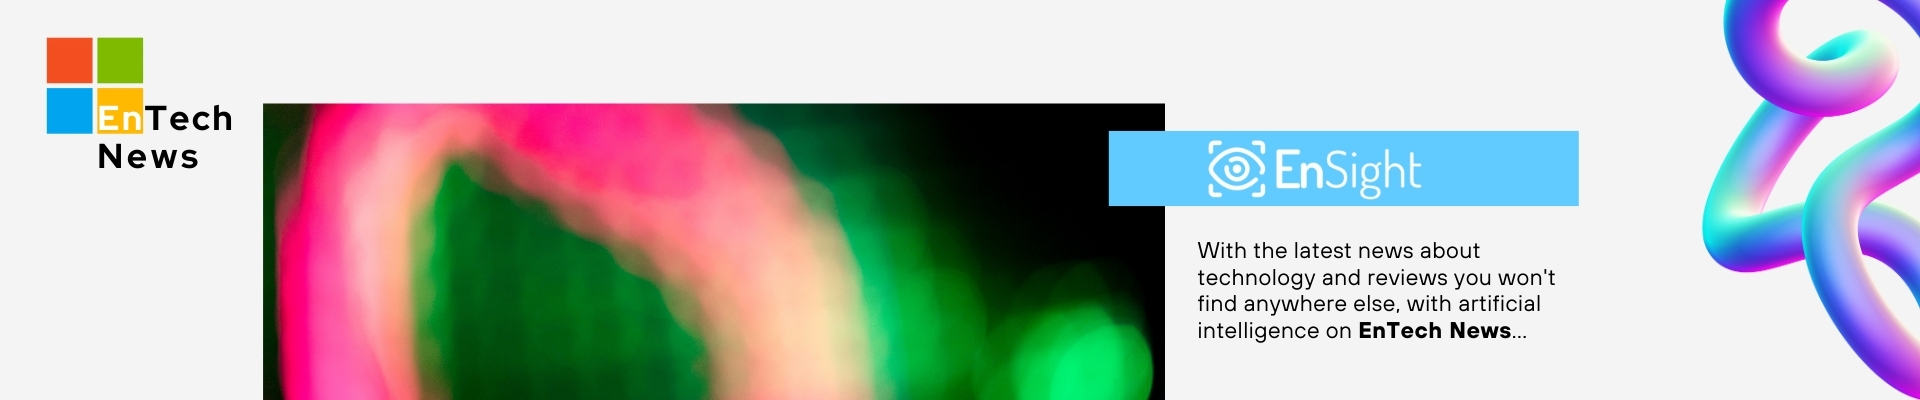 EnTech
News
EnSight
With the latest news about
technology and reviews you won't
find anywhere else, with artificial
intelligence on EnTech News...